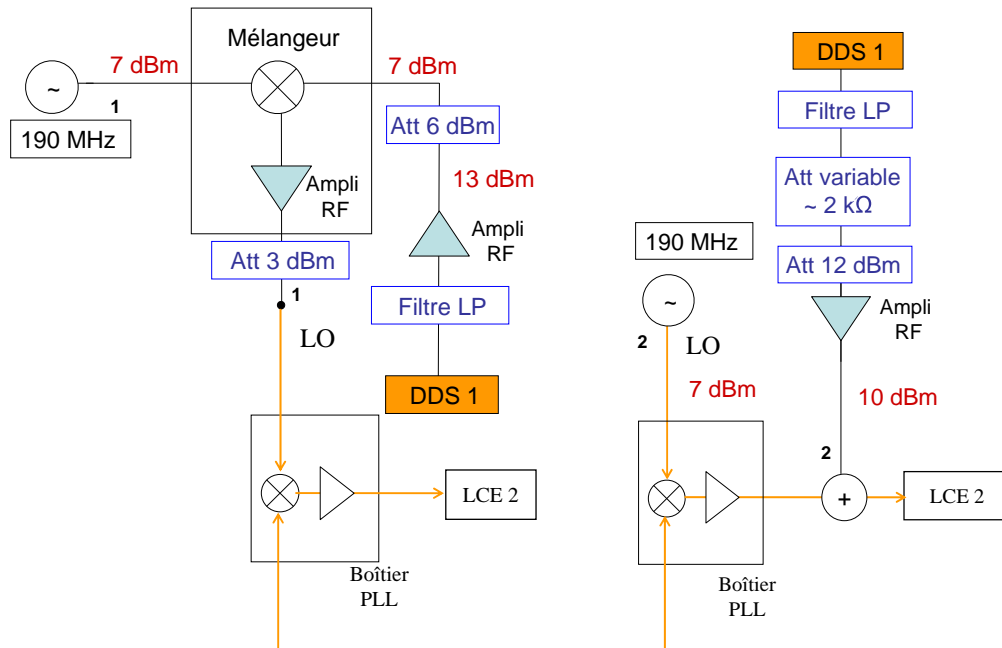 Mélangeur
7 dBm
7 dBm
~
1
190 MHz
Att 6 dBm
13 dBm
Ampli
RF
Ampli
RF
Att 3 dBm
1
LO
Filtre LP
DDS 1
LCE 2
Boîtier
PLL
DDS 1
Filtre LP
Att variable
~ 2 kΩ
190 MHz
Att 12 dBm
~
Ampli
RF
2
LO
7 dBm
10 dBm
2
+
LCE 2
Boîtier
PLL